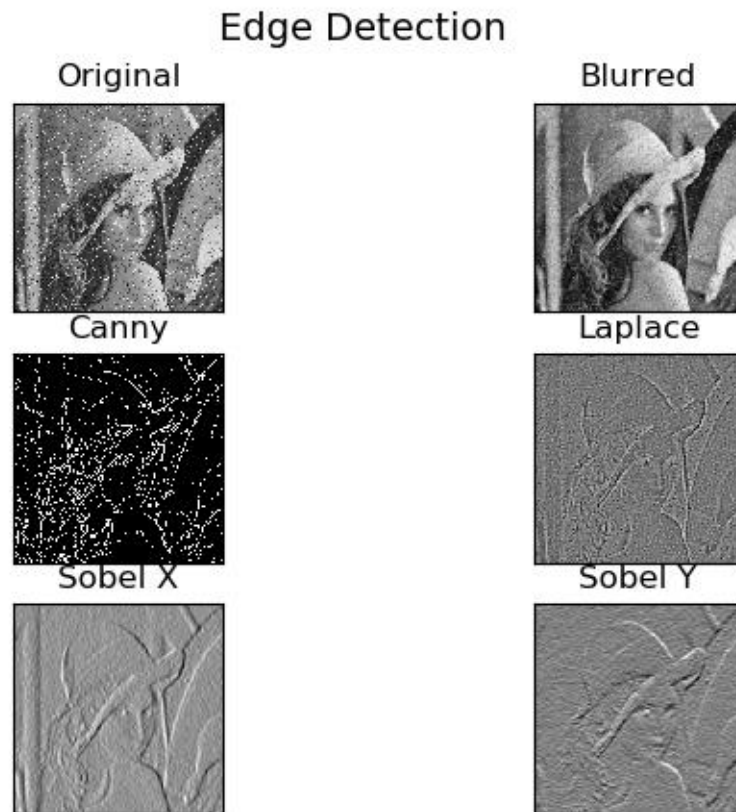 Edge Detection
Original
Blurred
Canny
Laplace
Sobel X
Sobel Y